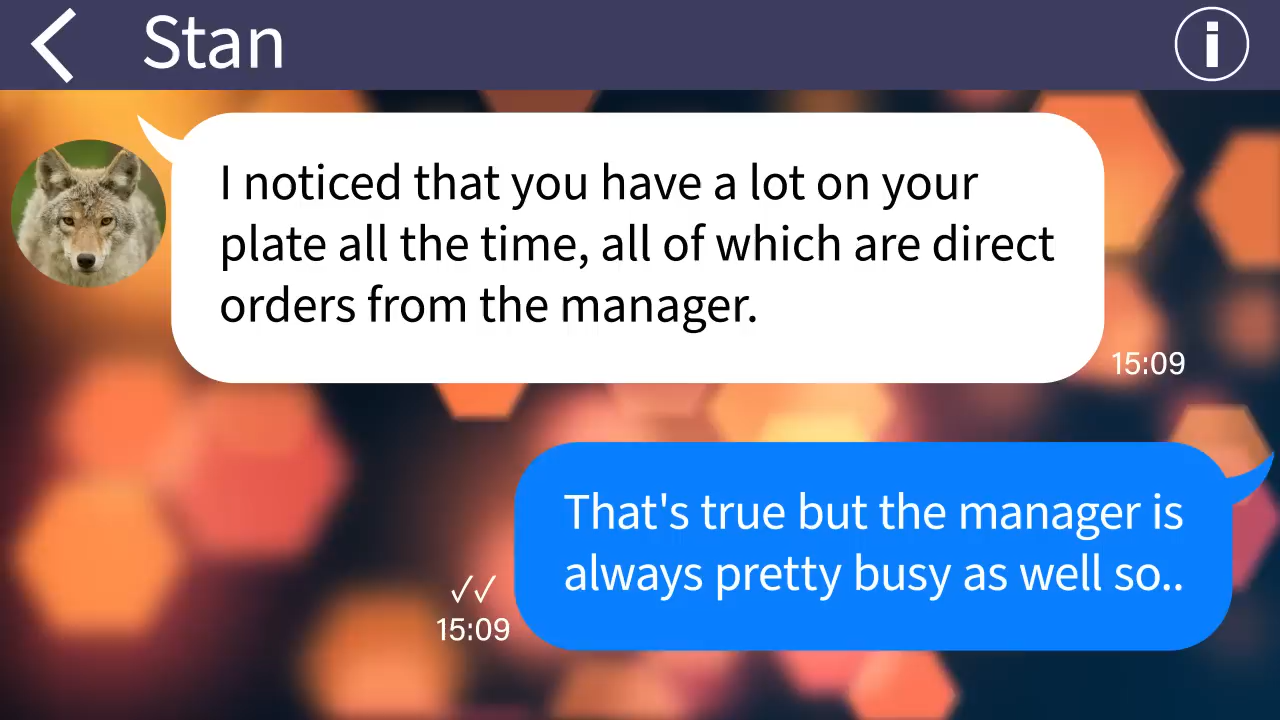 Stan
I noticed that you have a lot on your
plate all the time, all of which are direct
orders from the manager.
15:09
That's true but the manager is
always pretty busy as well so..
15:09